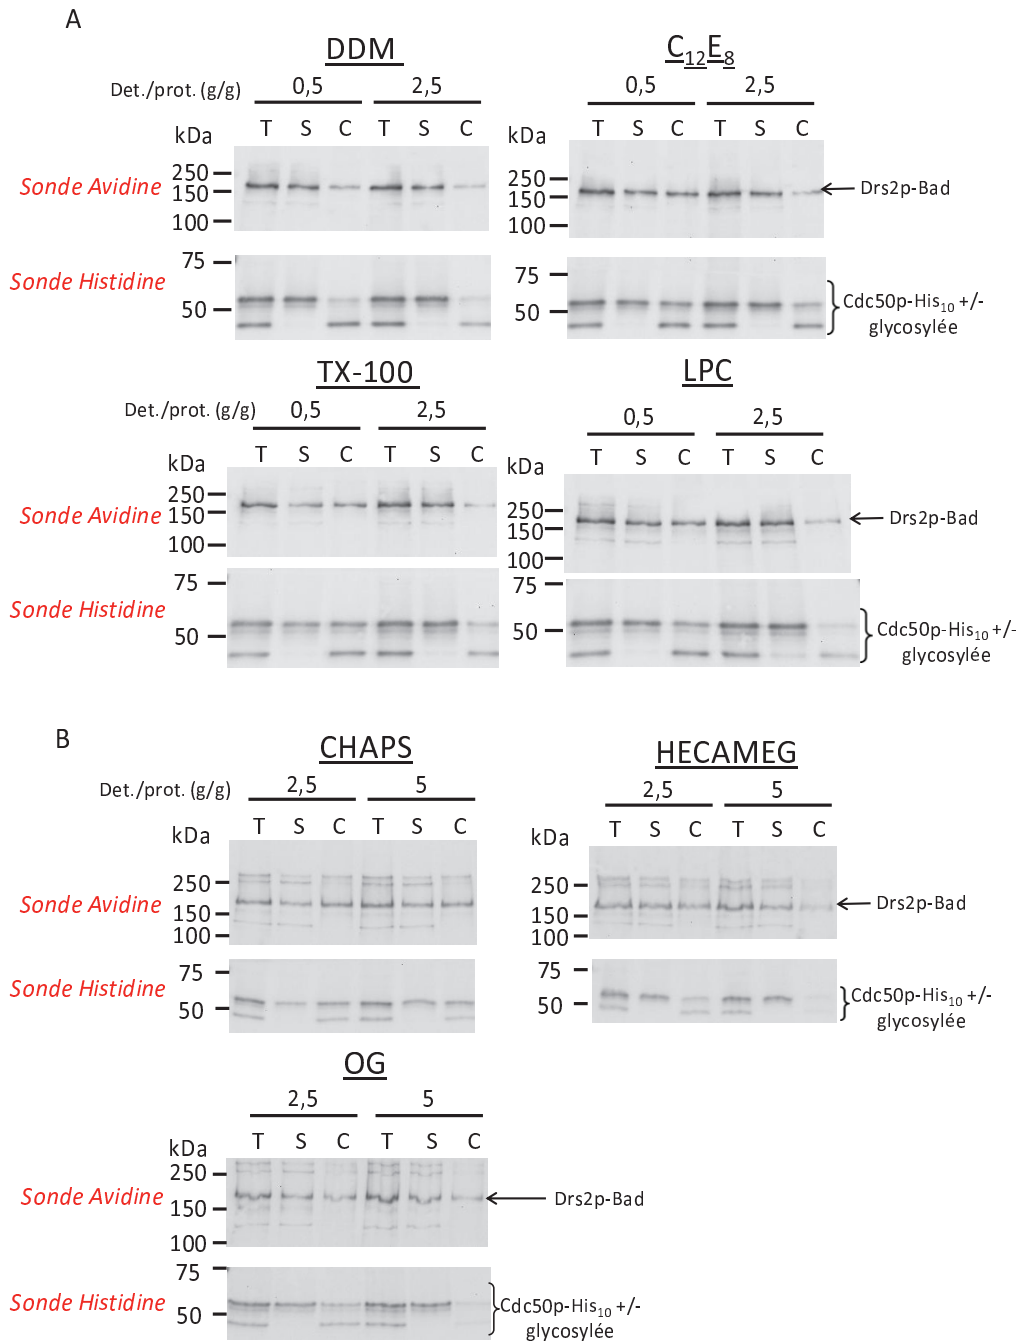 A
DDM
C12E8
Det./prot. (g/g)
0,5
2,5
0,5
2,5
T S C T S C
T S C T S C
kDa
kDa
Sonde Avidine
250
150
100
250
150
100
Drs2p-Bad
Sonde Histidine
75
50
75
50
Cdc50p-His10 +/-
glycosylée
TX-100
LPC
Det./prot. (g/g)
0,5
2,5
0,5
2,5
T S C T S C
T S C T S C
kDa
kDa
Sonde Avidine
250
150
100
250
150
100
Drs2p-Bad
Sonde Histidine
75
50
75
50
Cdc50p-His10 +/-
glycosylée
B
CHAPS
HECAMEG
Det./prot. (g/g)
2,5
5
2,5
5
T S C T S C
T S C T S C
kDa
kDa
Sonde Avidine
250
150
100
250
150
100
Drs2p-Bad
Sonde Histidine
75
50
75
50
Cdc50p-His10 +/-
glycosylée
OG
2,5
5
T S C T S C
kDa
Sonde Avidine
250
150
100
Drs2p-Bad
Sonde Histidine
75
50
Cdc50p-His10 +/-
glycosylée